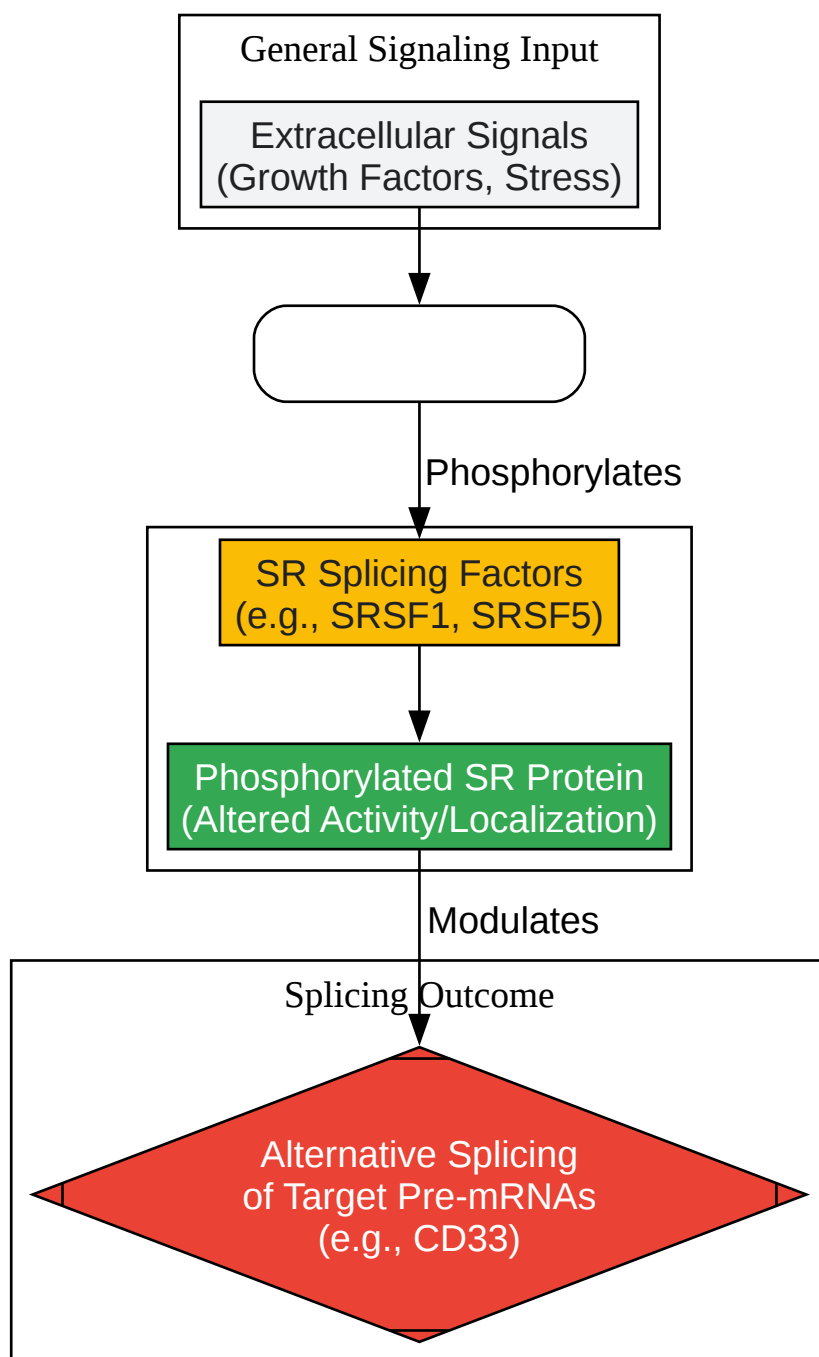 General Signaling Input
Extracellular Signals
(Growth Factors, Stress)
Phosphorylates
SR Splicing Factors
(e.g., SRSF1, SRSF5)
Phosphorylated SR Protein
(Altered Activity/Localization)
Modulates
Splicing Outcome
Alternative Splicing
of Target Pre-mRNAs
(e.g., CD33)